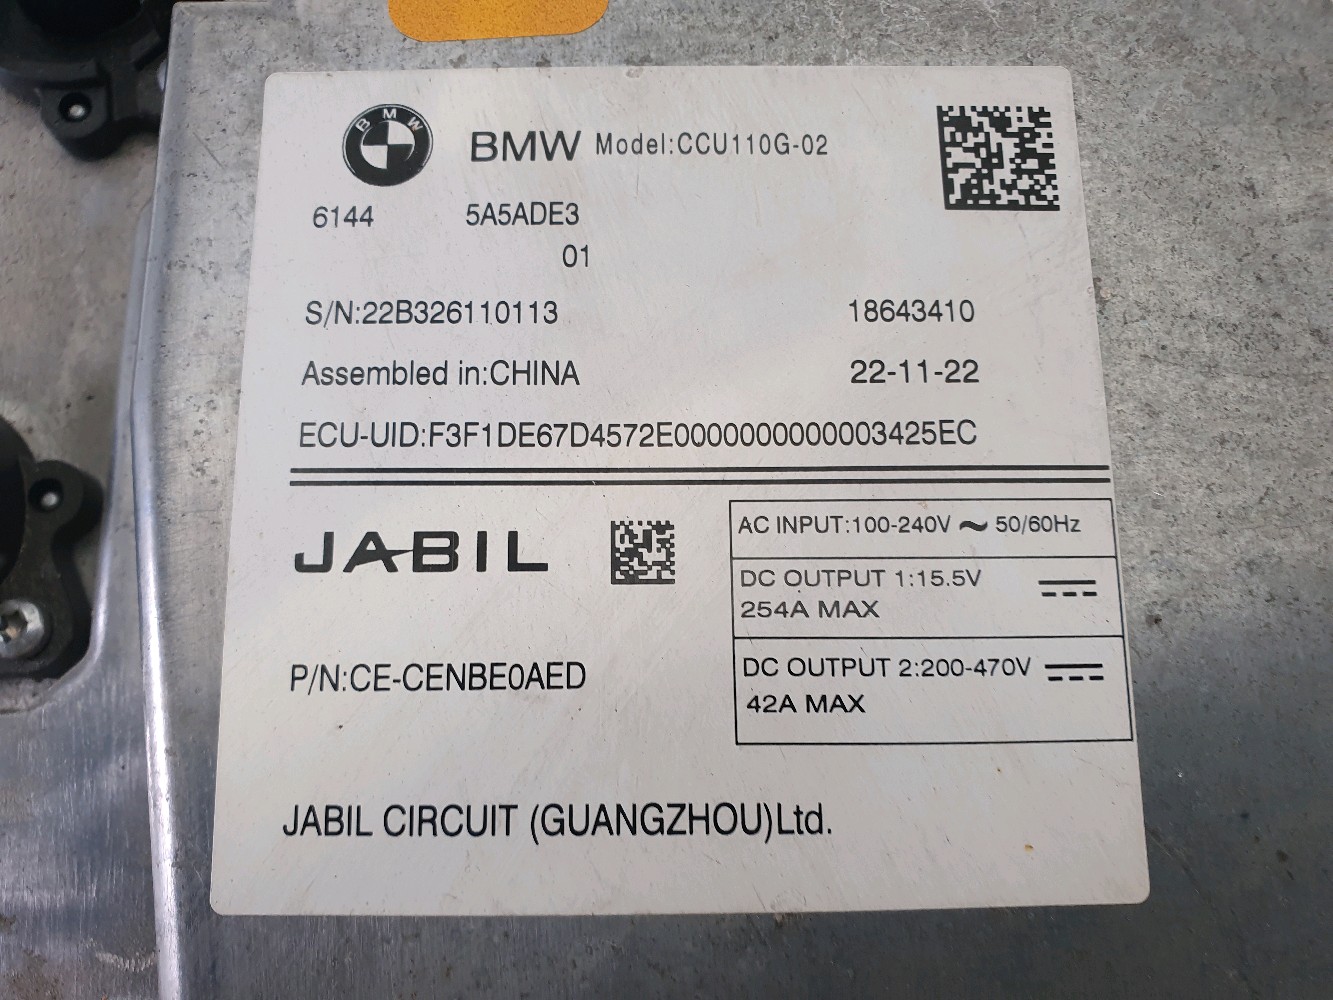 BMW
BMW Model:CCU110G-02
6144 5A5ADE3
01
S/N:22B326110113 18643410
Assembled in:CHINA 22-11-22
ECU-UID:F3F1DE67D4572E0000000000003425EC
JABIL
AC INPUT:100-240V ~ 50/60Hz
DC OUTPUT 1:15.5V
254A MAX
DC OUTPUT 2:200-470V
42A MAX
P/N:CE-CENBE0AED
JABIL CIRCUIT (GUANGZHOU)Ltd.